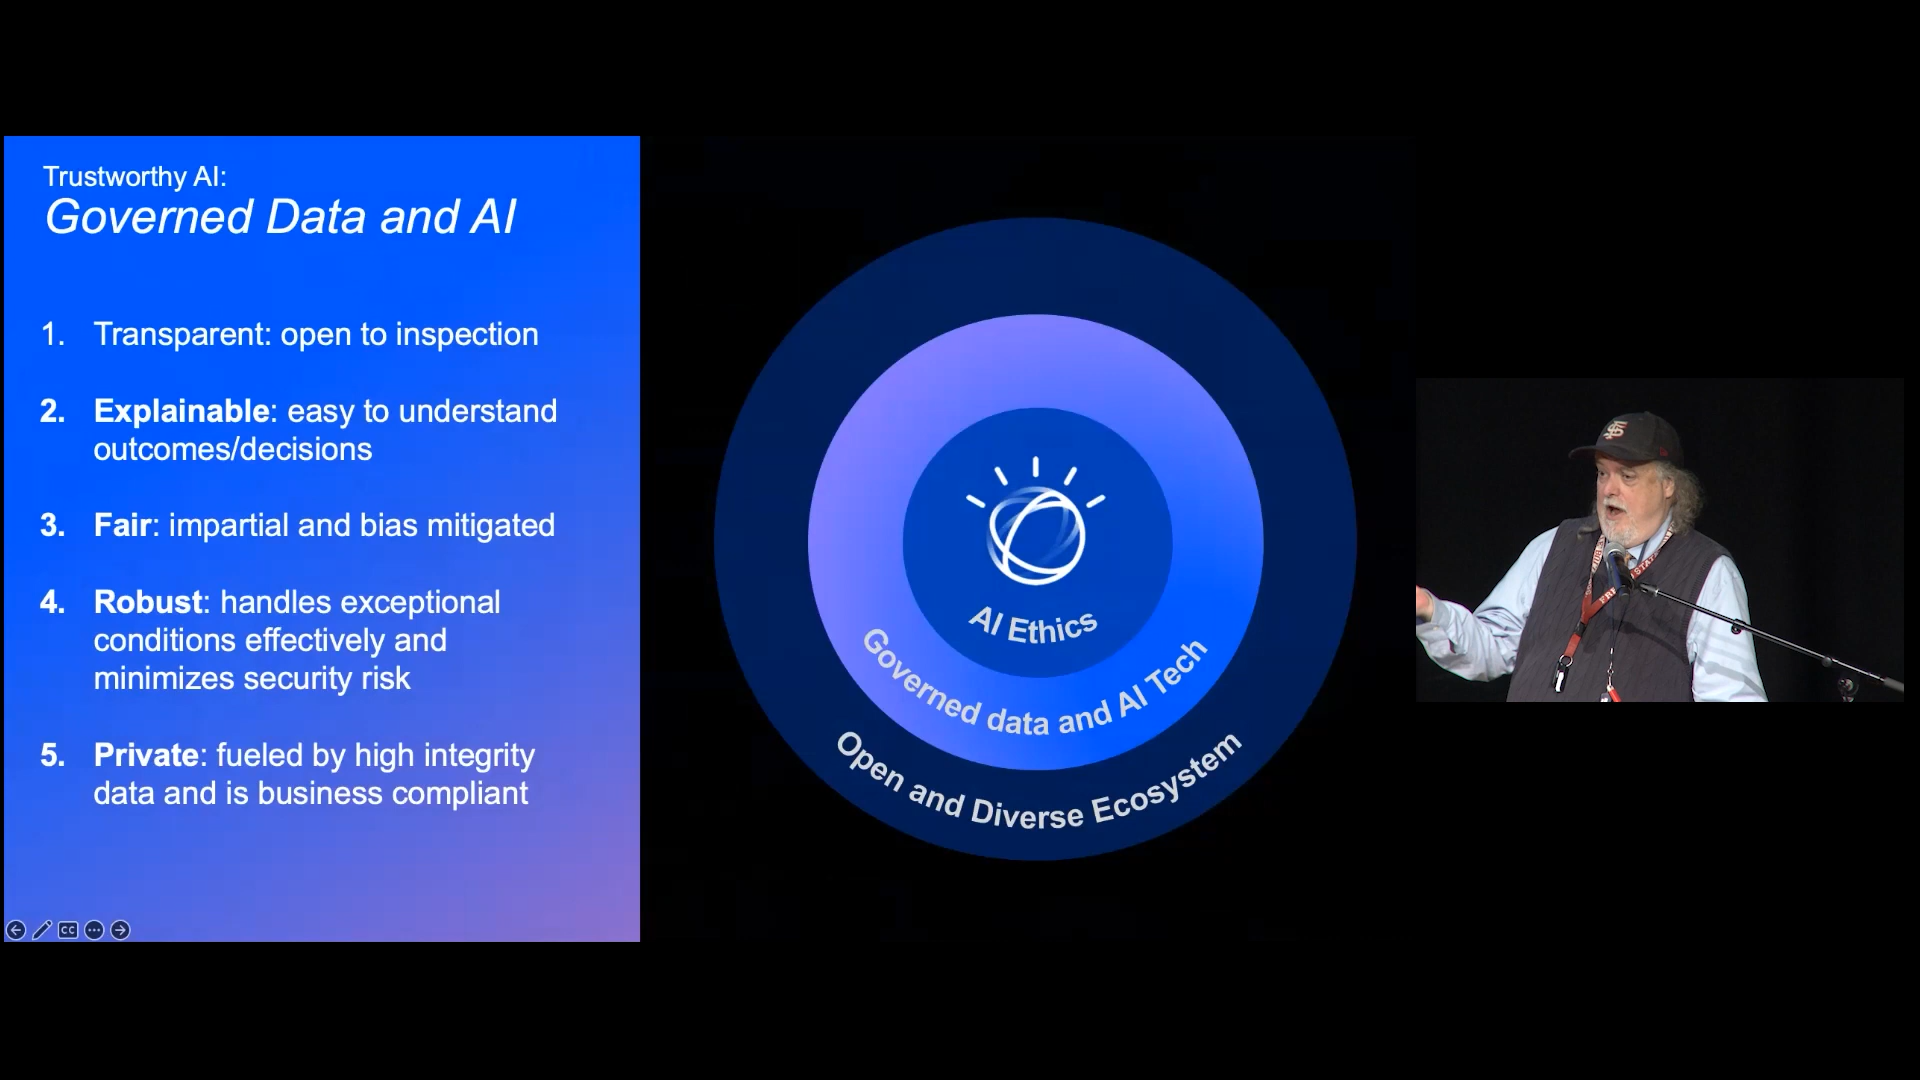 Trustworthy AI:
Governed Data and AI
1. Transparent: open to inspection
2. Explainable: easy to understand
outcomes/decisions
3. Fair: impartial and bias mitigated
4. Robust: handles exceptional
conditions effectively and
minimizes security risk
5. Private: fueled by high integrity
data and is business compliant
CC
AI Ethics
Governed data and AI Tech
Open and Diverse Ecosystem